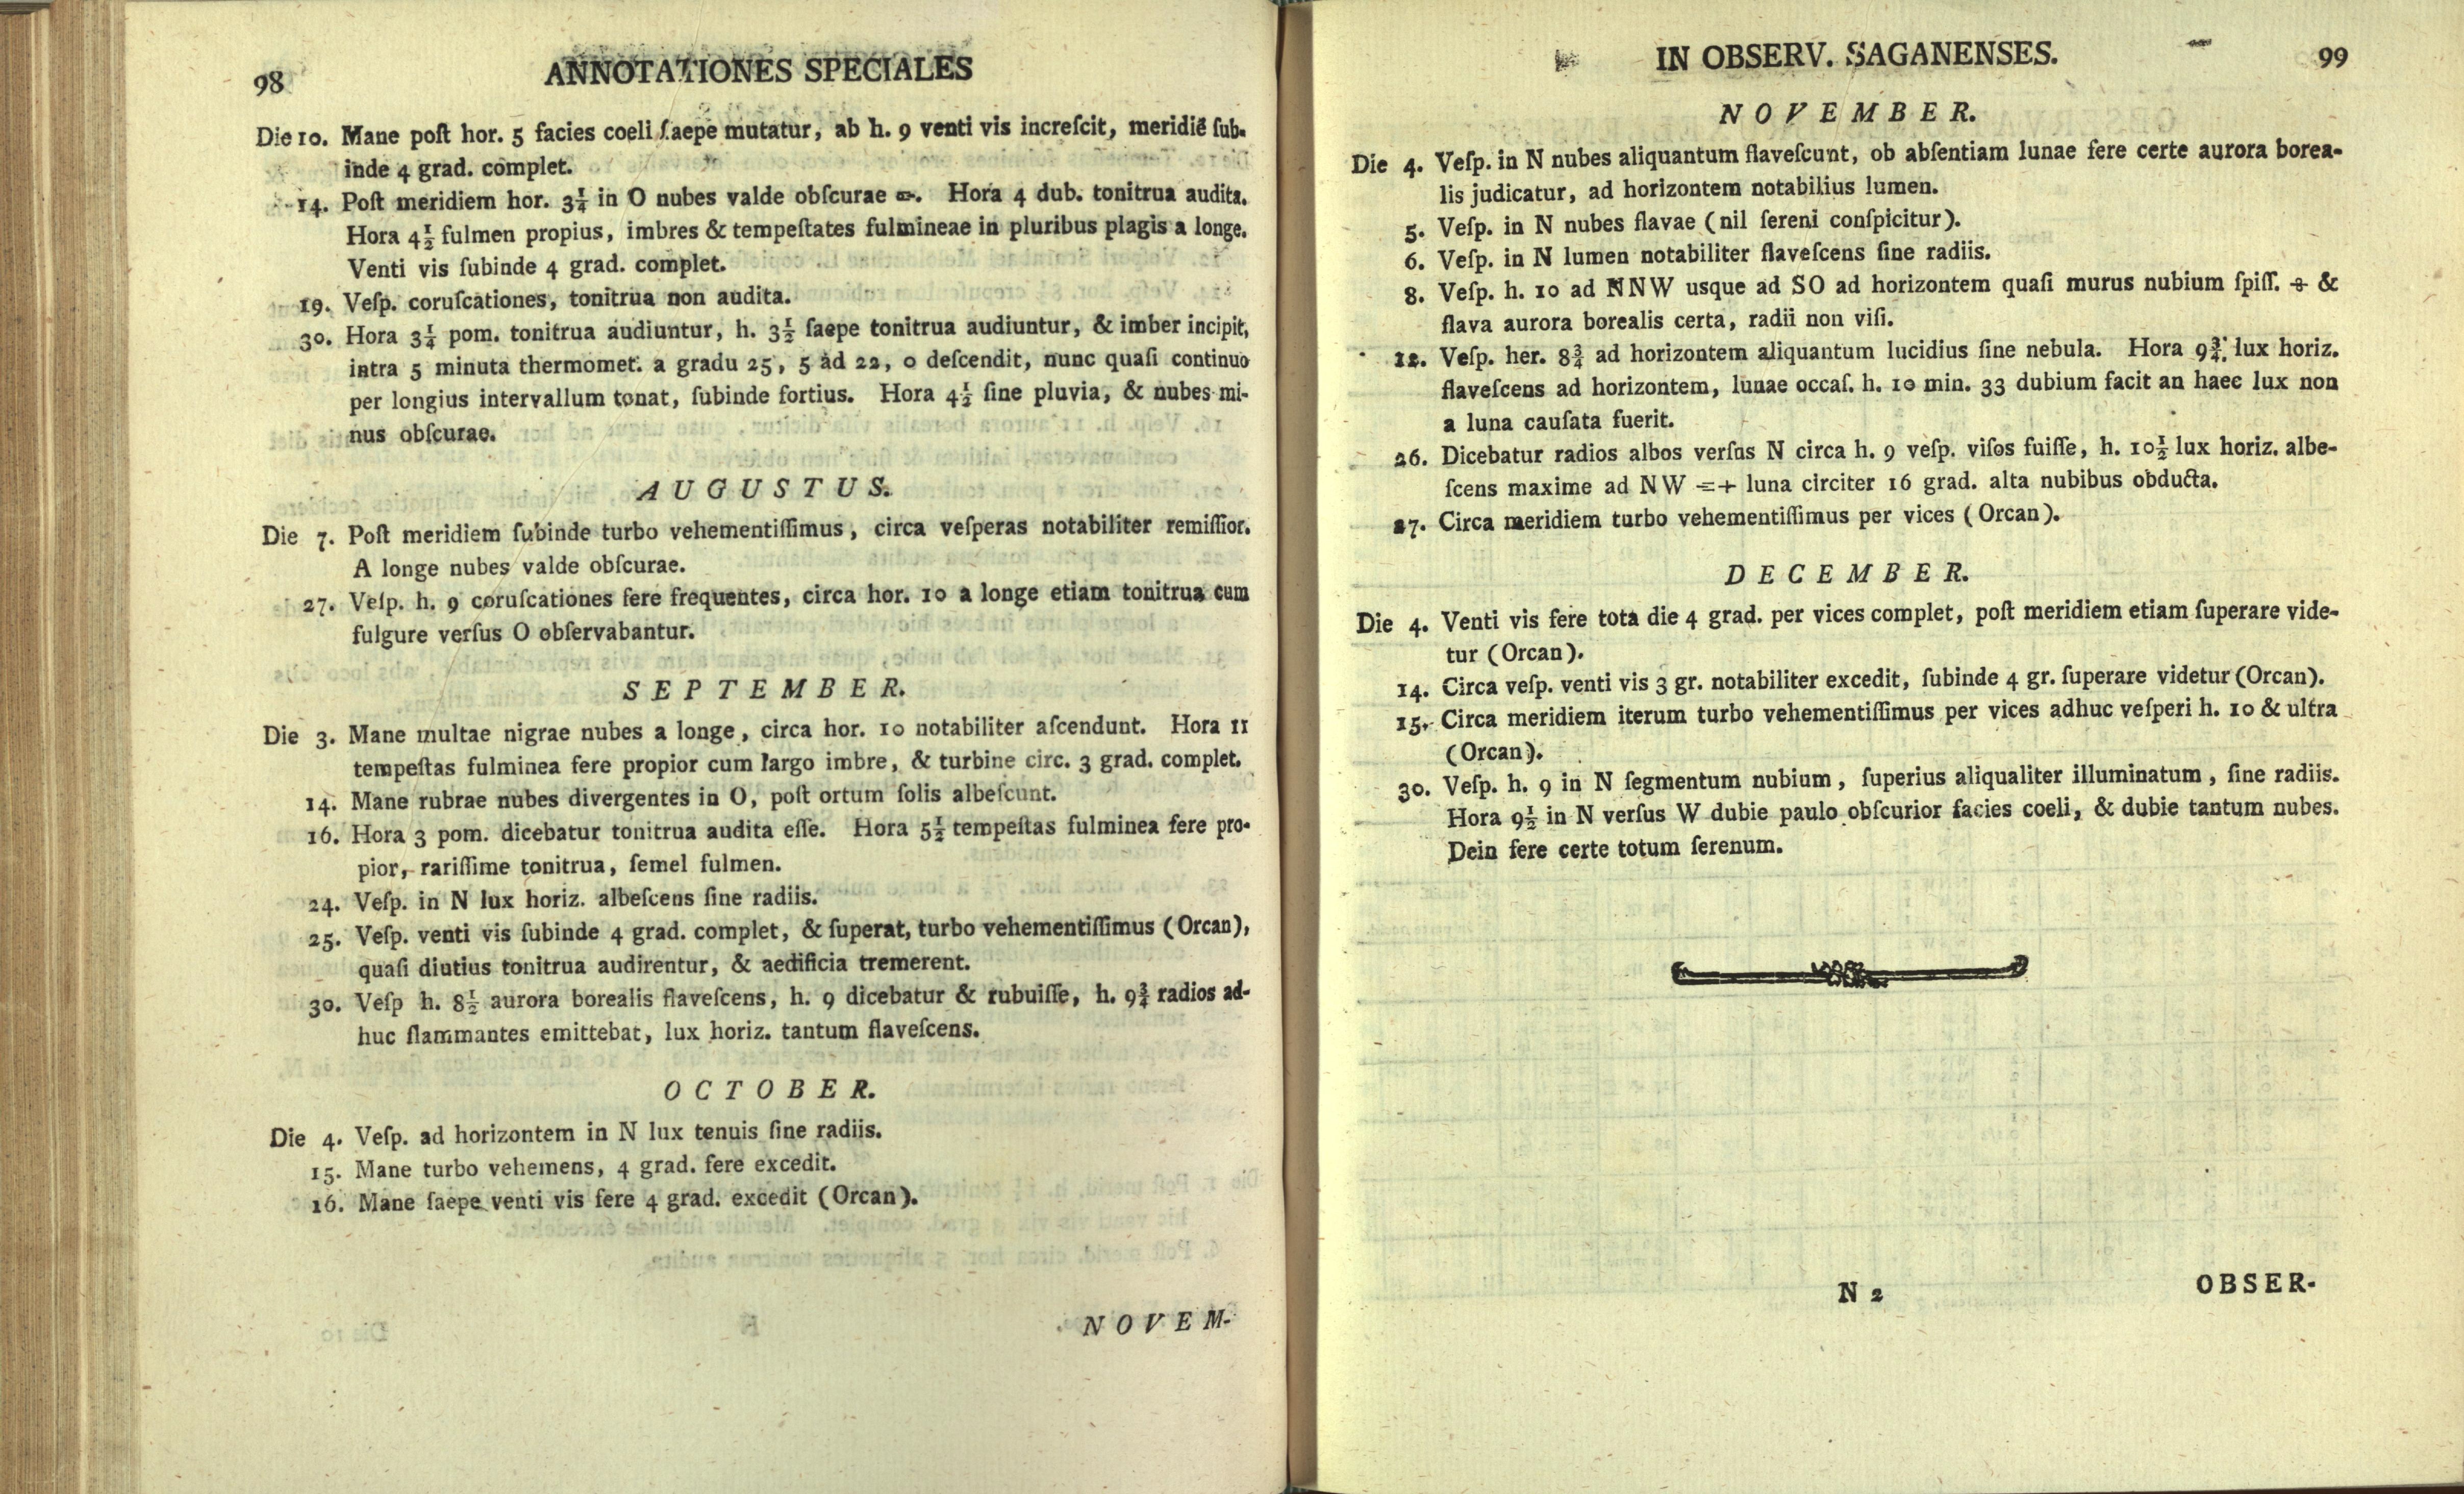 98 ANNOTATIONES SPECIALES
Die 10. Mane poſt hor. 5 facies coeli ſaepe mutatur, ab h. 9 venti vis increſcit, meridie ſub-
inde 4 grad. complet.
14. Poſt meridiem hor. 3¼ in O nubes valde obſcurae. Hora 4 dub. tonitrua audita.
Hora 4½ fulmen propius, imbres & tempeſtates fulmineae in pluribus plagis a longe.
Venti vis ſubinde 4 grad. complet.
19. Veſp. coruſcationes, tonitrua non audita.
30. Hora 3¼ pom. tonitrua audiuntur, h. 3½ ſaepe tonitrua audiuntur, & imber incipit,
intra 5 minuta thermomet. a gradu 25, 5 ad 22, 0 deſcendit, nunc quaſi continuo
per longius intervallum tonat, ſubinde fortius. Hora 4½ ſine pluvia, & nubes mi-
nus obſcurae.
AUGUSTUS.
Die 7. Poſt meridiem ſubinde turbo vehementiſſimus, circa veſperas notabiliter remiſſior.
A longe nubes valde obſcurae.
27. Veſp. h. 9 coruſcationes fere frequentes, circa hor. 10 a longe etiam tonitrua cum
fulgure verſus O obſervabantur.
SEPTEMBER.
Die 3. Mane multae nigrae nubes a longe, circa hor. 10 notabiliter aſcendunt. Hora 11
tempeſtas fulminea fere propior cum largo imbre, & turbine circ. 3 grad. complet.
14. Mane rubrae nubes divergentes in O, poſt ortum ſolis albeſcunt.
16. Hora 3 pom. dicebatur tonitrua audita eſſe. Hora 5½ tempeſtas fulminea fere pro-
pior, rariſſime tonitrua, ſemel fulmen.
24. Veſp. in N lux horiz. albeſcens ſine radiis.
25. Veſp. venti vis ſubinde 4 grad. complet, & ſuperat, turbo vehementiſſimus (Orcan),
quaſi diutius tonitrua audirentur, & aedificia tremerent.
30. Veſp h. 8½ aurora borealis flaveſcens, h. 9 dicebatur & rubuiſſe, h. 9¾ radios ad-
huc flammantes emittebat, lux horiz. tantum flaveſcens.
OCTOBER.
Die 4. Veſp. ad horizontem in N lux tenuis ſine radiis.
15. Mane turbo vehemens, 4 grad. fere excedit.
16. Mane ſaepe venti vis fere 4 grad. excedit (Orcan).
NOVEM-
IN OBSERV. SAGANENSES. 99
NOVEMBER.
Die 4. Veſp. in N nubes aliquantum flaveſcunt, ob abſentiam lunae fere certe aurora borea-
lis judicatur, ad horizontem notabilius lumen.
5. Veſp. in N nubes flavae (nil ſereni conſpicitur).
6. Veſp. in N lumen notabiliter flaveſcens ſine radiis.
8. Veſp. h. 10 ad NNW usque ad SO ad horizontem quaſi murus nubium ſpiſſ. &
flava aurora borealis certa, radii non viſi.
12. Veſp. her. 8¾ ad horizontem aliquantum lucidius ſine nebula. Hora 9¾ lux horiz.
flaveſcens ad horizontem, lunae occaſ. h. 10 min. 33 dubium facit an haec lux non
a luna cauſata fuerit.
26. Dicebatur radios albos verſus N circa h. 9 veſp. viſos fuiſſe, h. 10½ lux horiz. albe-
ſcens maxime ad NW =+ luna circiter 16 grad. alta nubibus obducta.
27. Circa meridiem turbo vehementiſſimus per vices (Orcan).
DECEMBER.
Die 4. Venti vis fere tota die 4 grad. per vices complet, poſt meridiem etiam ſuperare vide-
tur (Orcan).
14. Circa veſp. venti vis 3 gr. notabiliter excedit, ſubinde 4 gr. ſuperare videtur (Orcan).
15. Circa meridiem iterum turbo vehementiſſimus per vices adhuc veſperi h. 10 & ultra
(Orcan).
30. Veſp. h. 9 in N ſegmentum nubium, ſuperius aliqualiter illuminatum, ſine radiis.
Hora 9½ in N verſus W dubie paulo obſcurior facies coeli, & dubie tantum nubes.
Dein fere certe totum ſerenum.
N 2 OBSER-